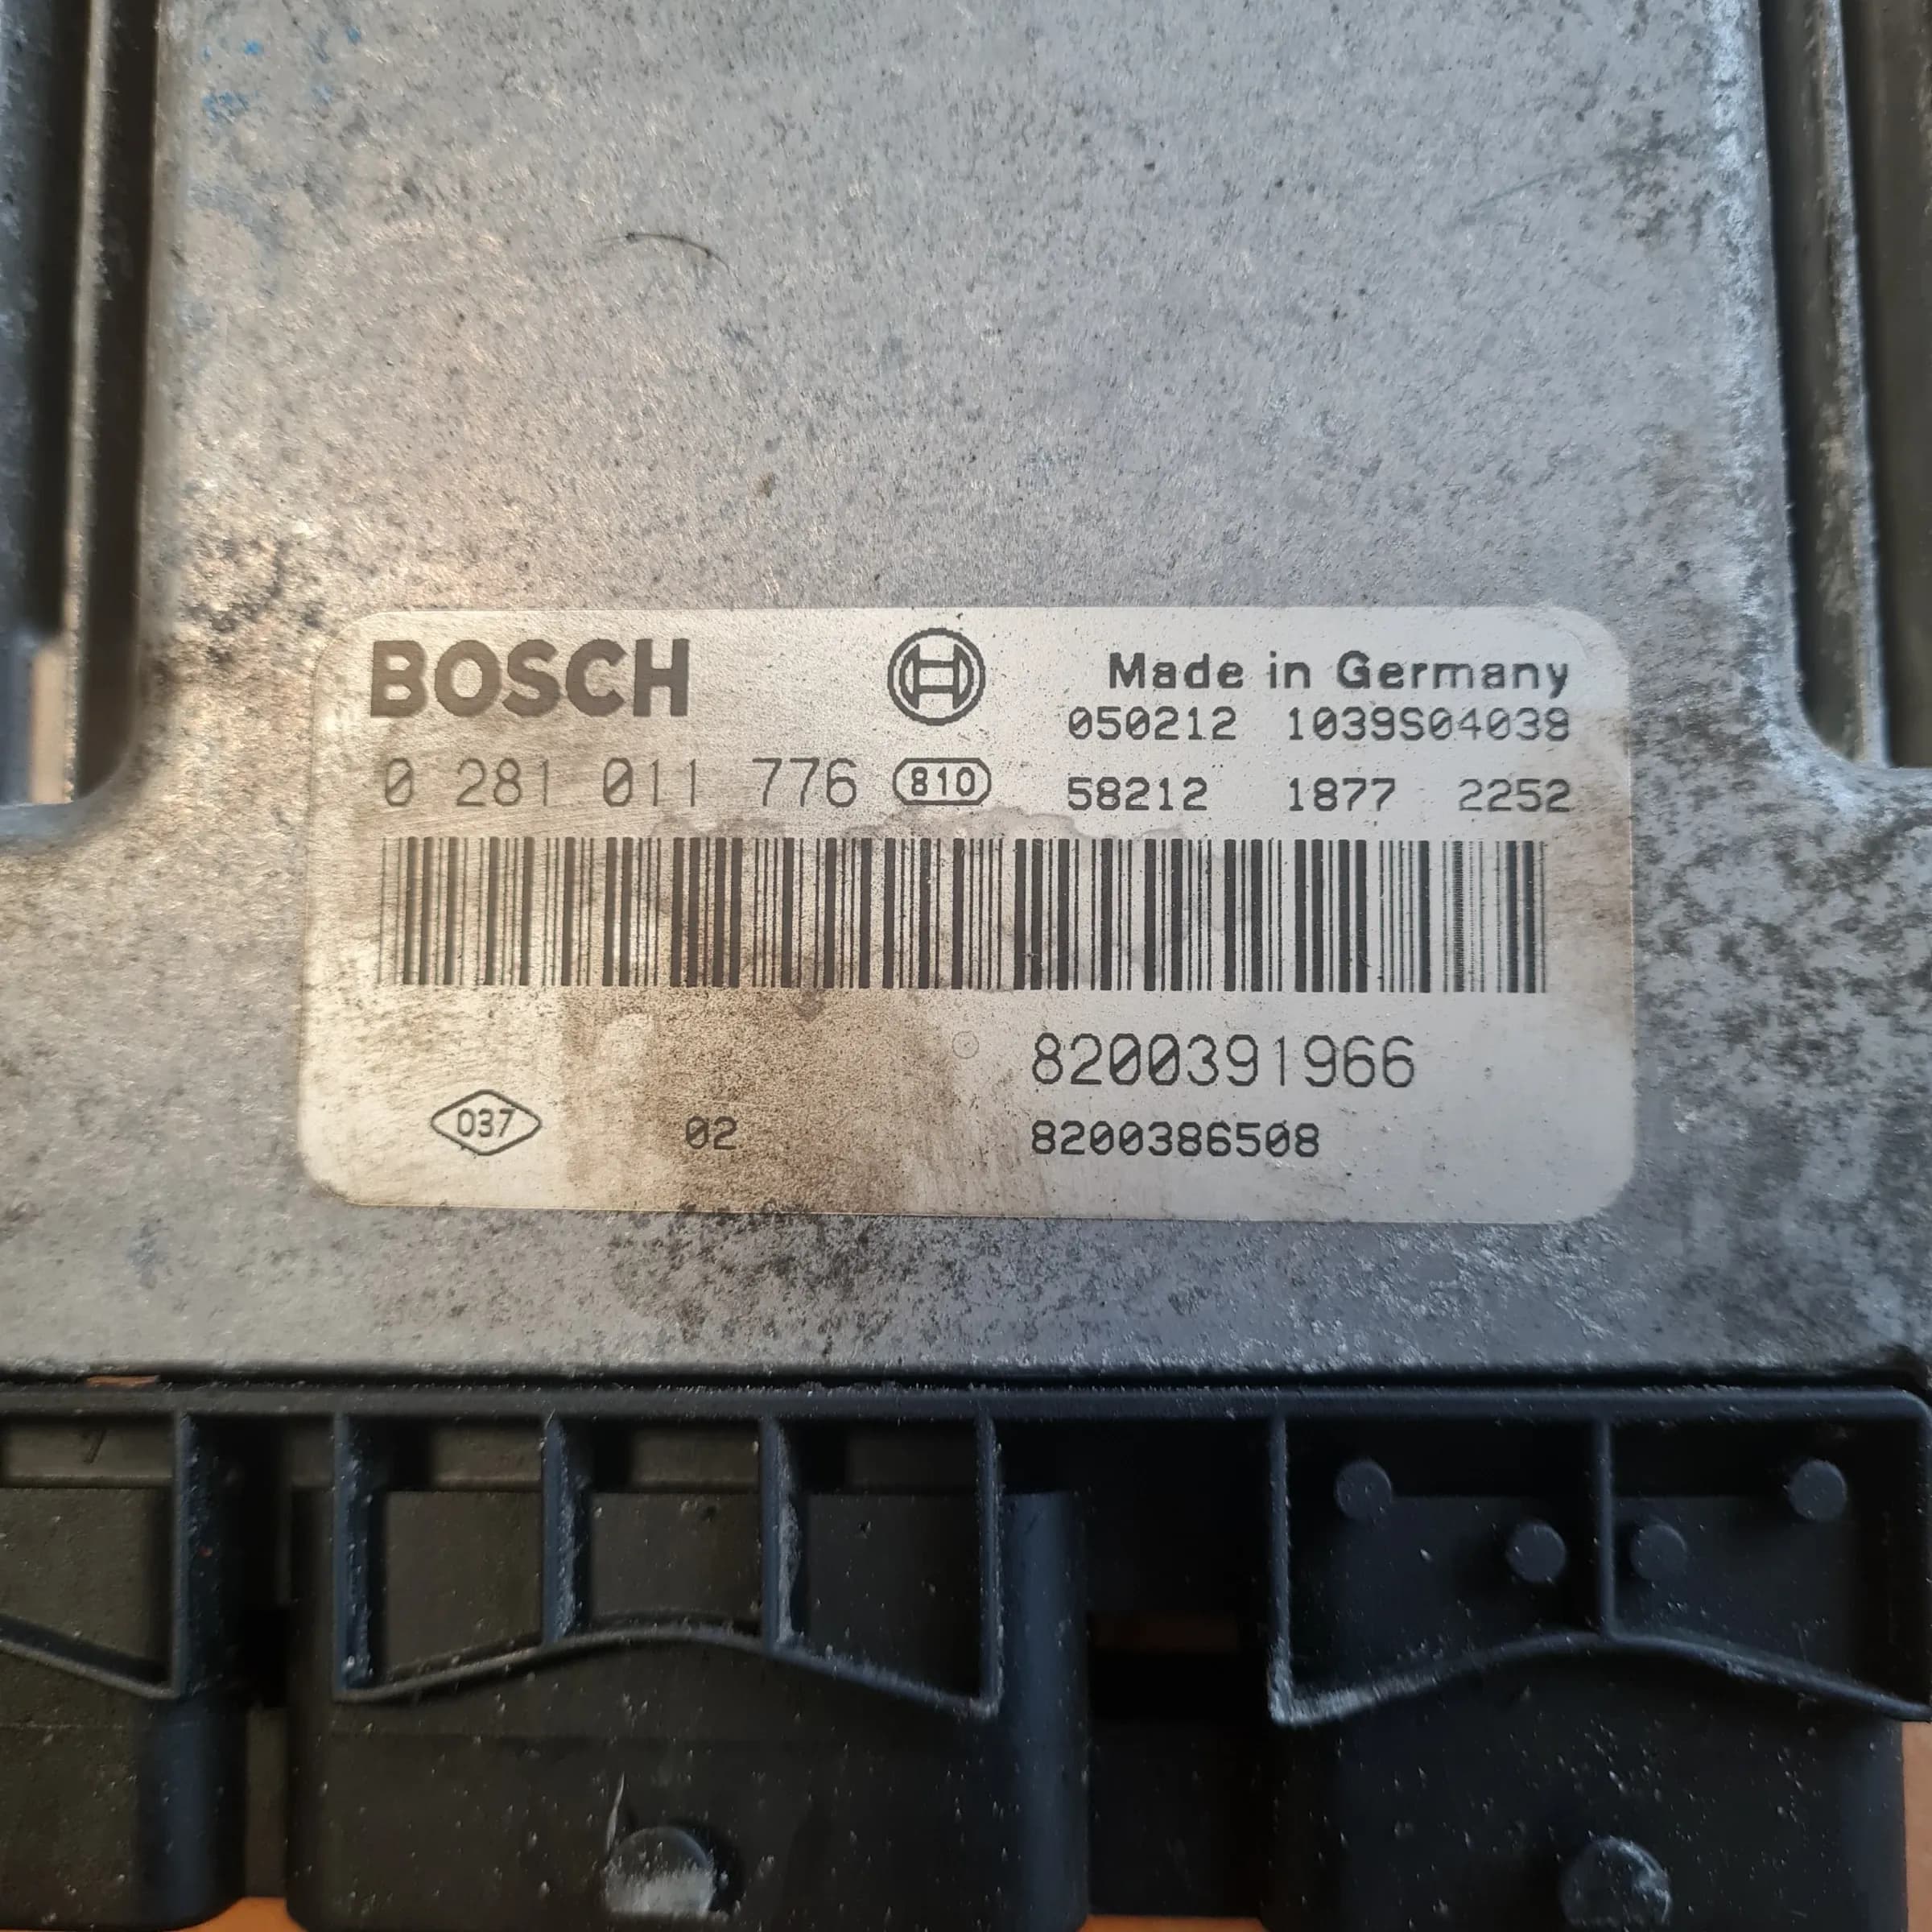 BOSCH
Made in Germany
050212 1039S04038
0 281 011 776 810
58212 1877 2252
8200391966
037 02 8200386508